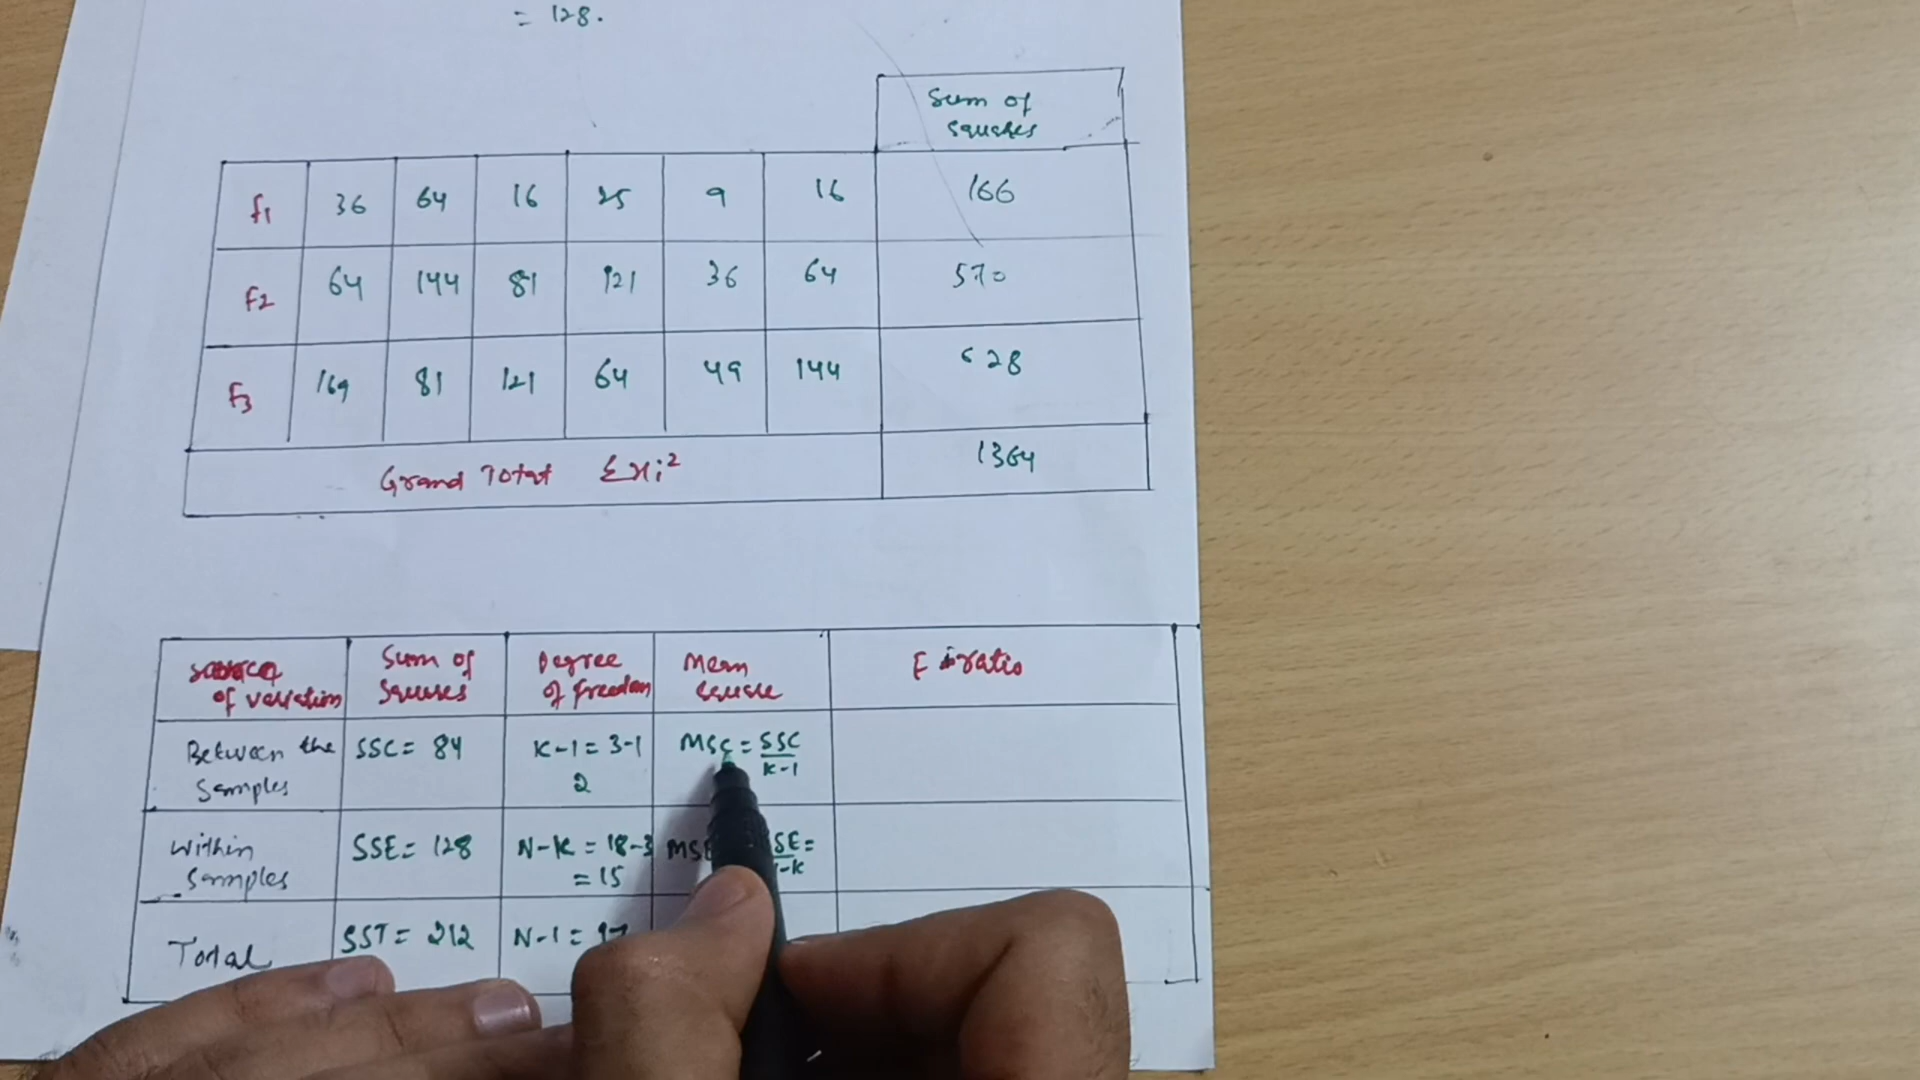 = 128.
Sum of
squares
f1 36 64 16 25 9 16 166
F2 64 144 81 121 36 64 570
F3 169 81 121 64 49 144 628
Grand Total Σxi² 1364
of variation
Sum of
Squares
Degree
of freedom
Mean
square
F ratio
Between the
Samples
SSC = 84
K-1 = 3-1
2
MSC = SSC
K-1
Within
Samples
SSE = 128
N-K = 18-3
= 15
Total
SST = 212
N-1 =